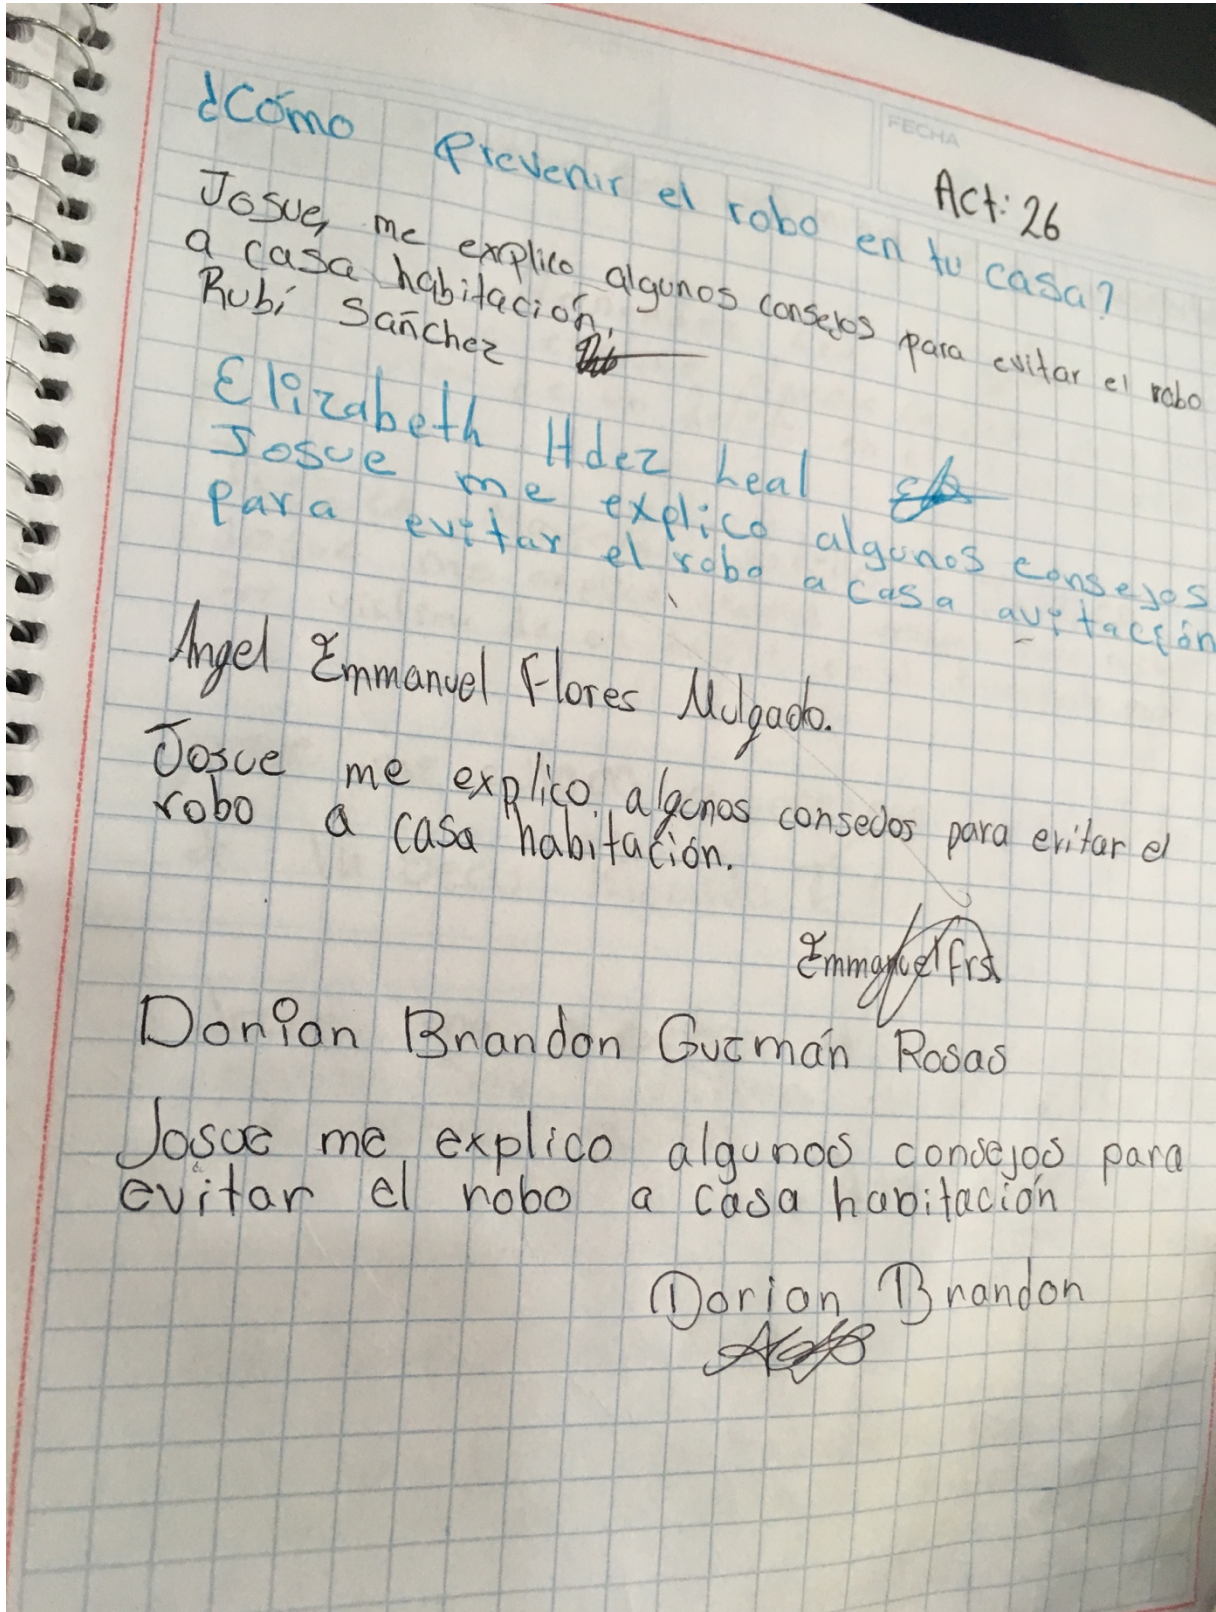 FECHA
Act: 26
¿Cómo Prevenir el robo en tu casa?
Josue, me explico algunos consejos para evitar el robo
a casa habitación.
Rubí Sánchez
Elizabeth Hdez Leal
Josue me explico algunos consejos
para evitar el robo a casa avitación
Angel Emmanuel Flores Mulgado.
Josue me explico algunos consedos para evitar el
robo a casa habitación.
Emmanuel Frs.
Dorian Brandon Guzmán Rosas
Josue me explico algunos consejos para
evitar el robo a casa habitación
Dorian Brandon